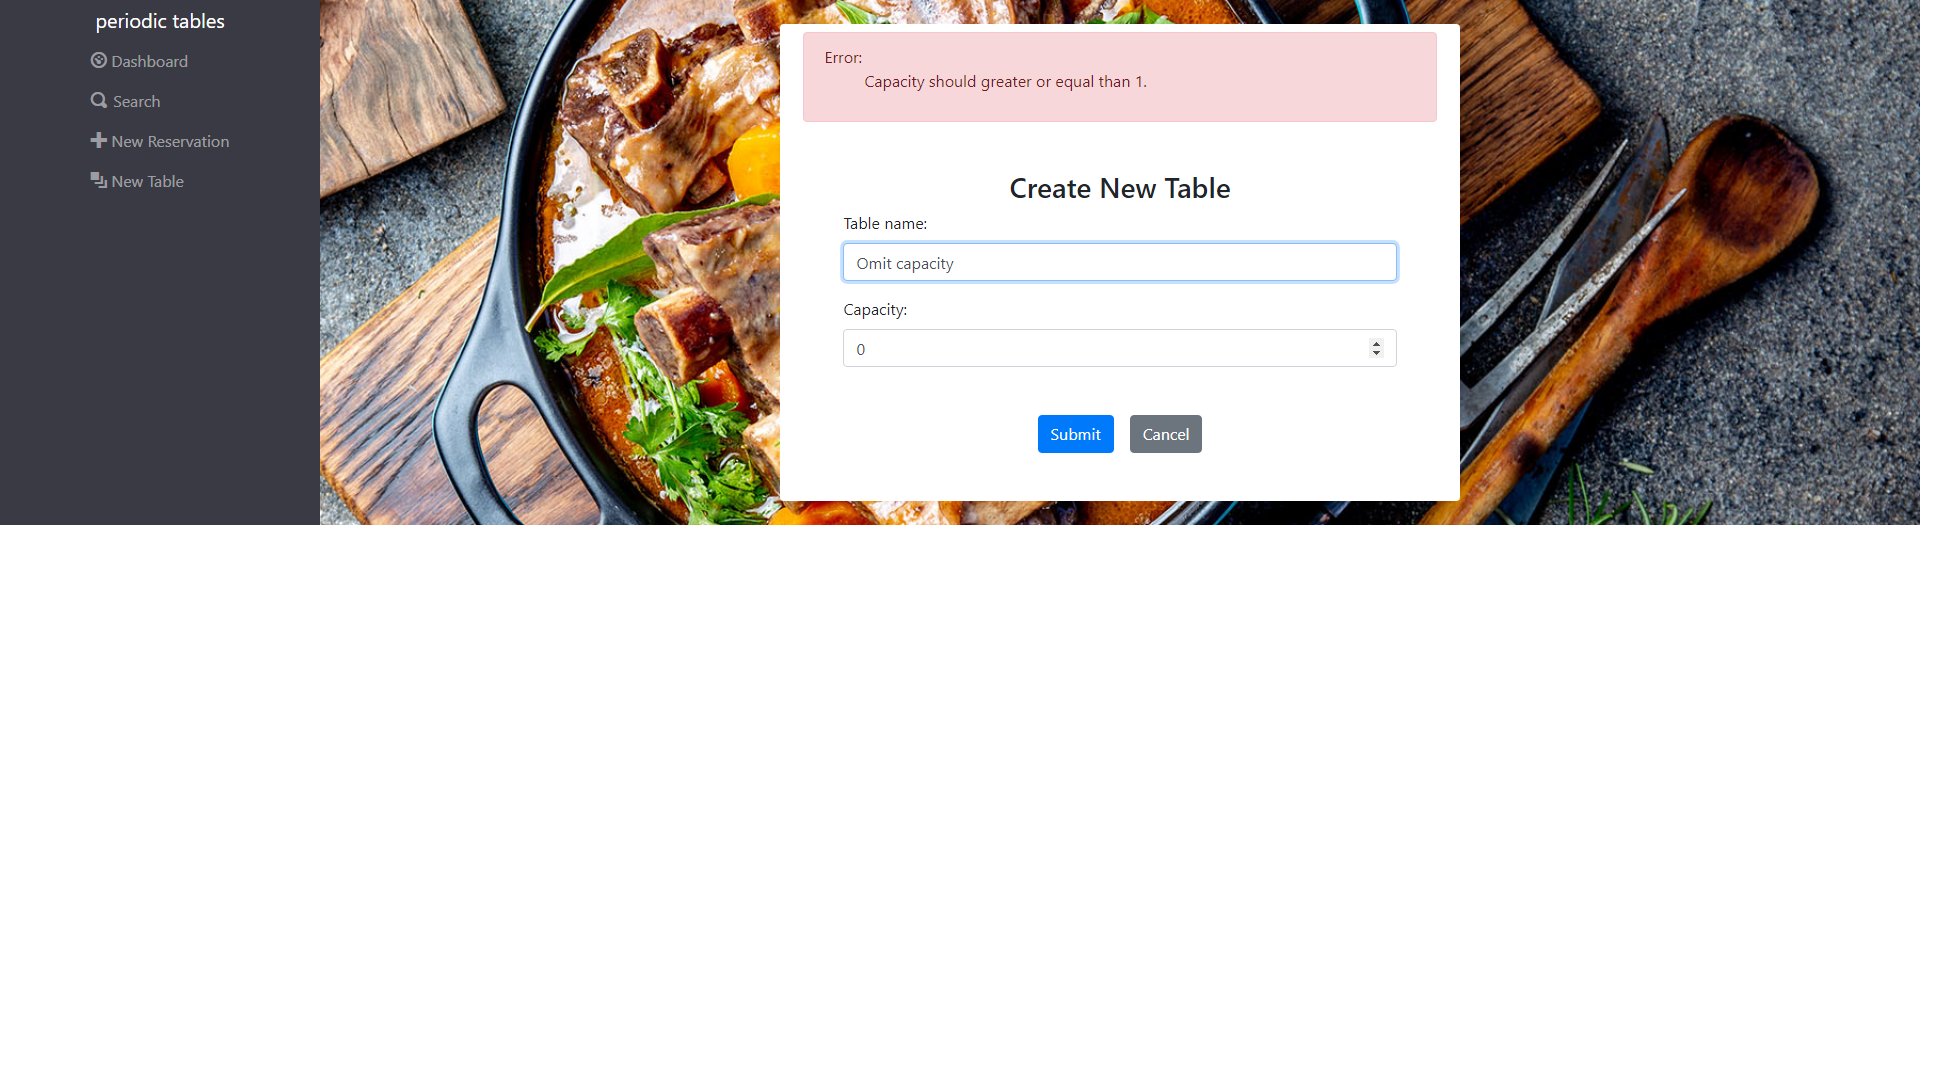 periodic tables
Dashboard
Search
New Reservation
New Table
Error:
Capacity should greater or equal than 1.
Create New Table
Table name:
Omit capacity
Capacity:
0
Submit Cancel